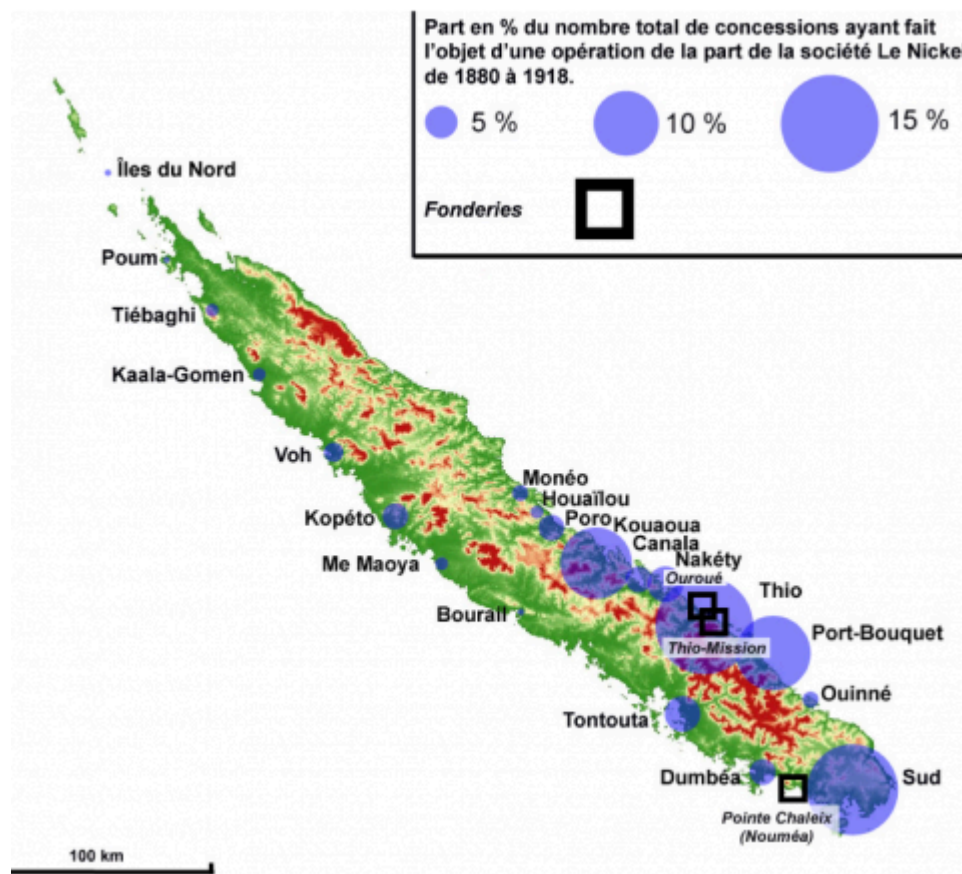 Part en % du nombre total de concessions ayant fait
l'objet d'une opération de la part de la société Le Nickel
de 1880 à 1918.
5 %
10 %
15 %
Fonderies
Îles du Nord
Poum
Tiébaghi
Kaala-Gomen
Voh
Monéo
Houaïlou
Kopéto
Poro
Kouaoua
Canala
Me Maoya
Nakéty
Ouroué
Thio
Bourail
Port-Bouquet
Thio-Mission
Ouinné
Tontouta
Dumbéa
Sud
Pointe Chaleix
(Nouméa)
100 km